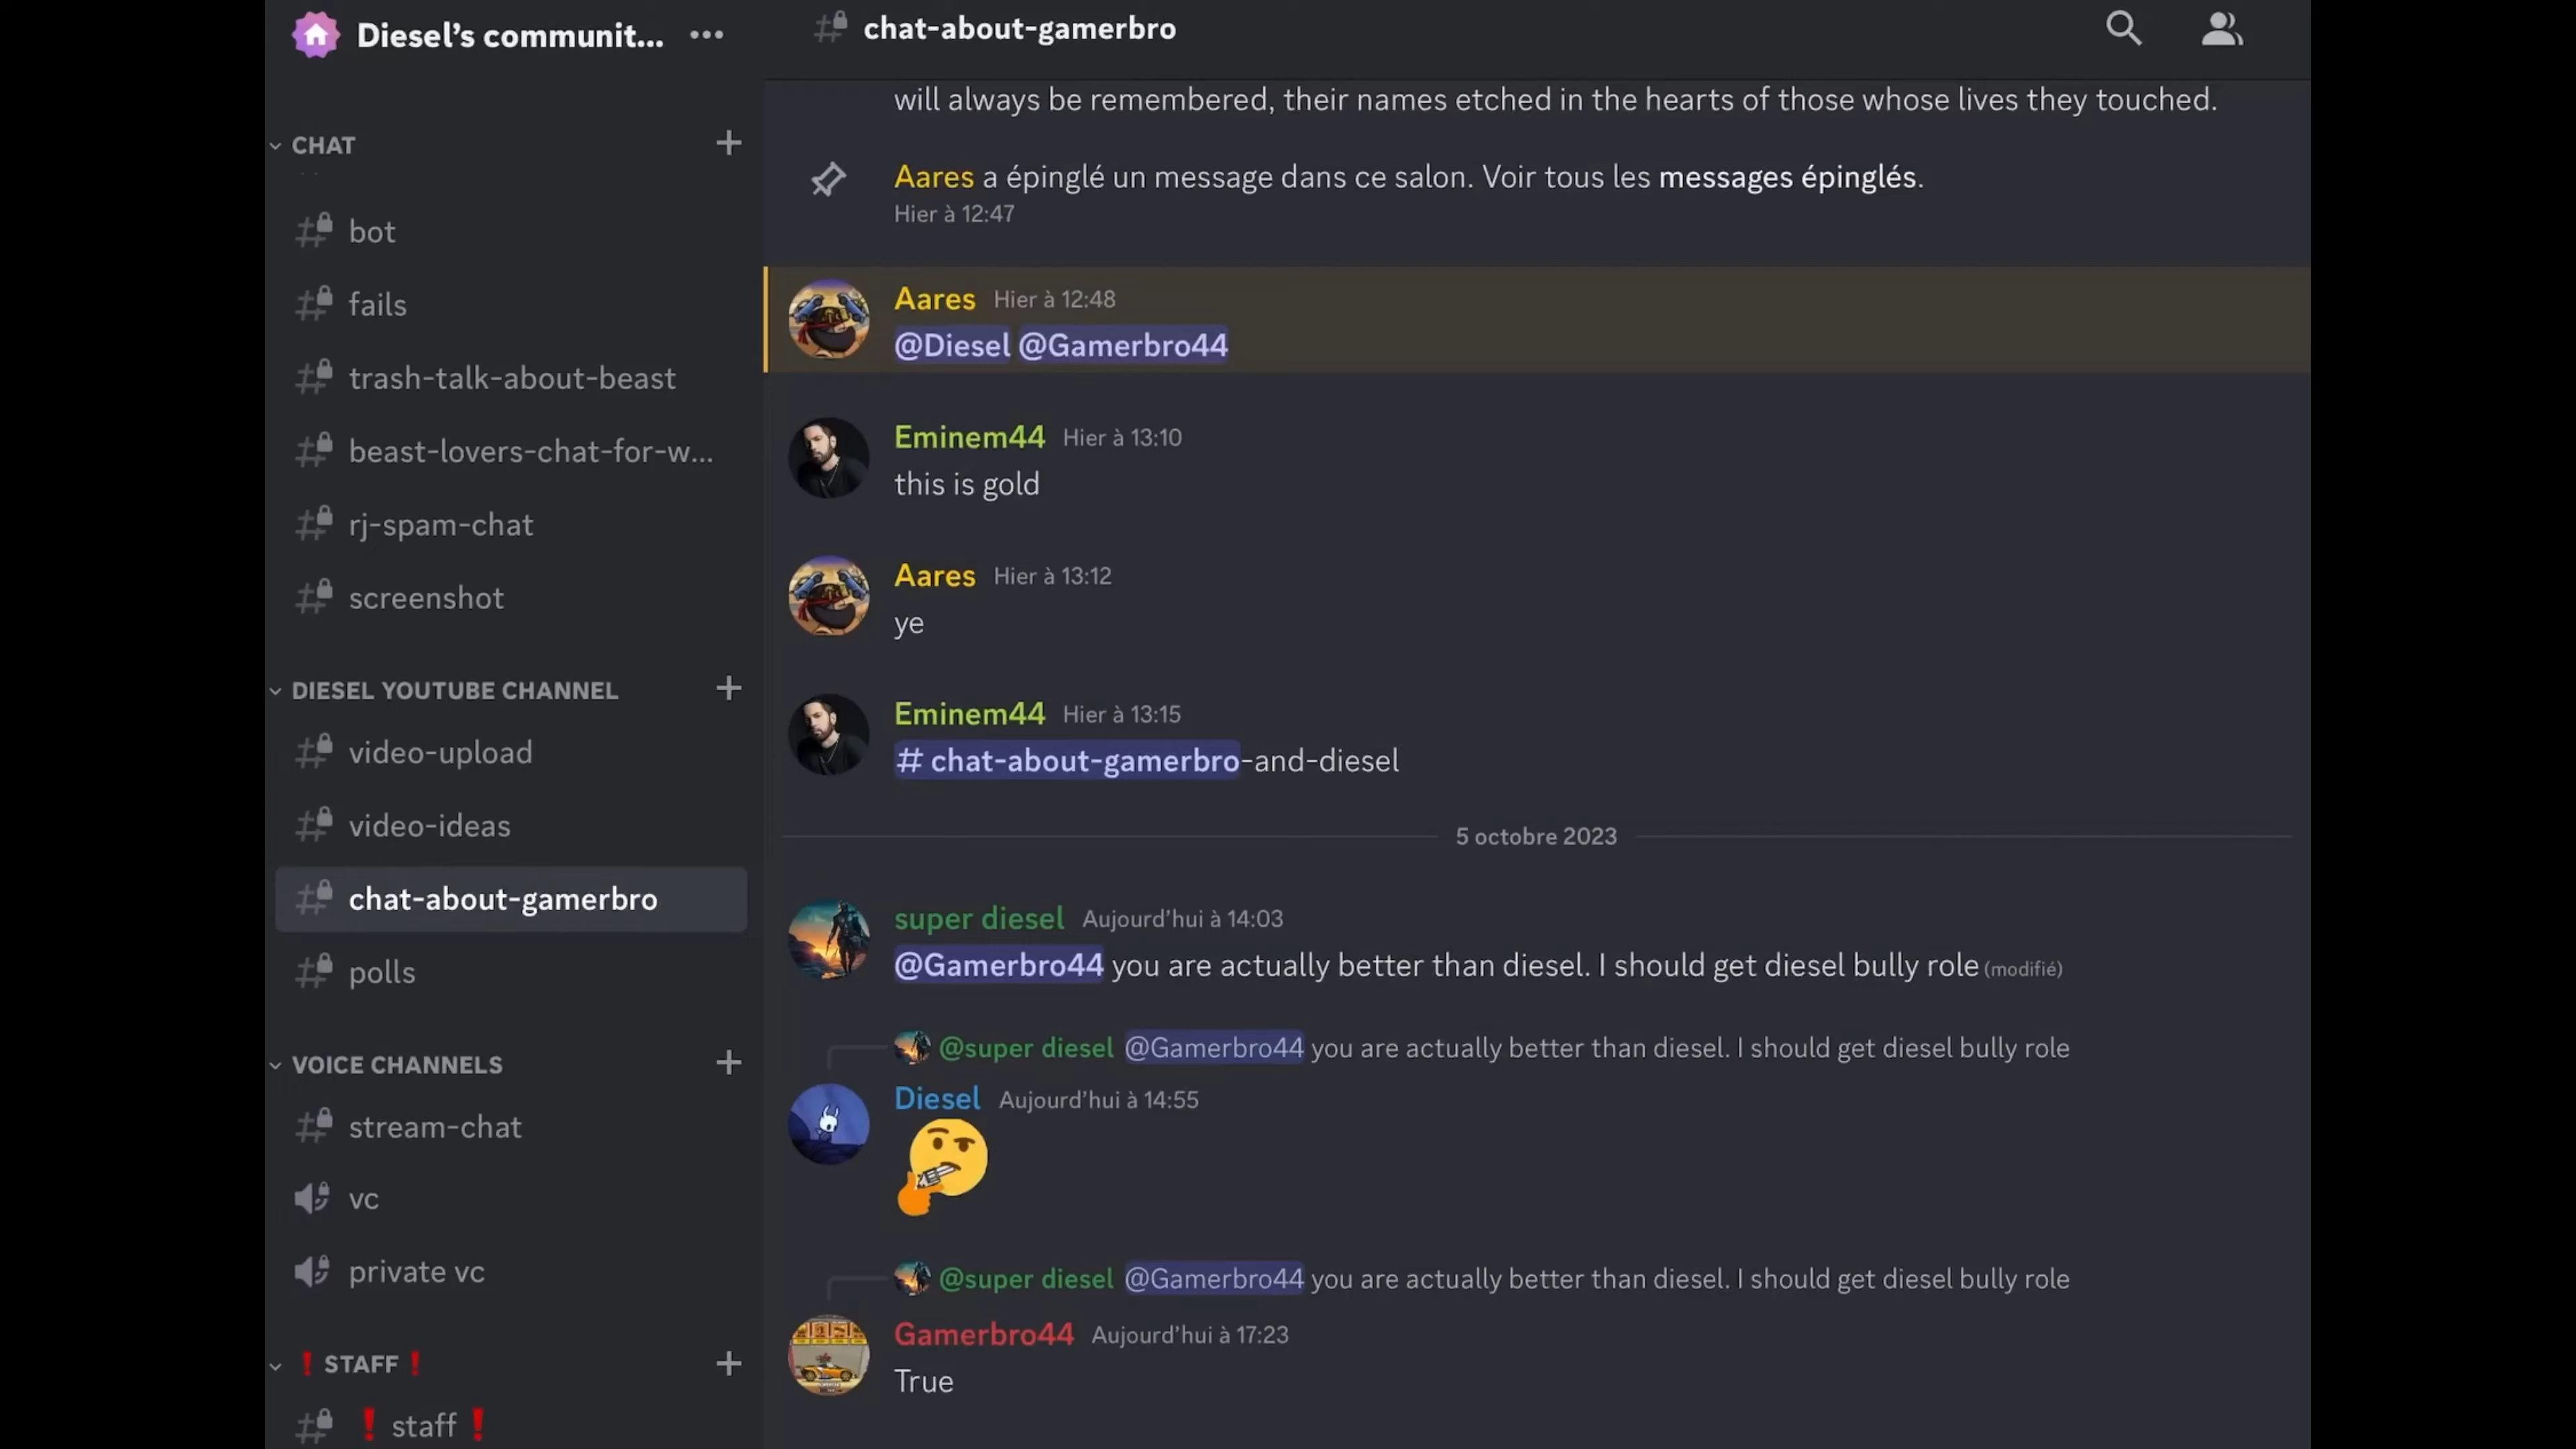 Diesel's communit...
CHAT
bot
fails
trash-talk-about-beast
beast-lovers-chat-for-w...
rj-spam-chat
screenshot
DIESEL YOUTUBE CHANNEL
video-upload
video-ideas
chat-about-gamerbro
polls
VOICE CHANNELS
stream-chat
vc
private vc
❗ STAFF ❗
❗ staff ❗
chat-about-gamerbro
will always be remembered, their names etched in the hearts of those whose lives they touched.
Aares a épinglé un message dans ce salon. Voir tous les messages épinglés.
Hier à 12:47
Aares Hier à 12:48
@Diesel @Gamerbro44
Eminem44 Hier à 13:10
this is gold
Aares Hier à 13:12
ye
Eminem44 Hier à 13:15
# chat-about-gamerbro-and-diesel
5 octobre 2023
super diesel Aujourd'hui à 14:03
@Gamerbro44 you are actually better than diesel. I should get diesel bully role (modifié)
@super diesel @Gamerbro44 you are actually better than diesel. I should get diesel bully role
Diesel Aujourd'hui à 14:55
@super diesel @Gamerbro44 you are actually better than diesel. I should get diesel bully role
Gamerbro44 Aujourd'hui à 17:23
True